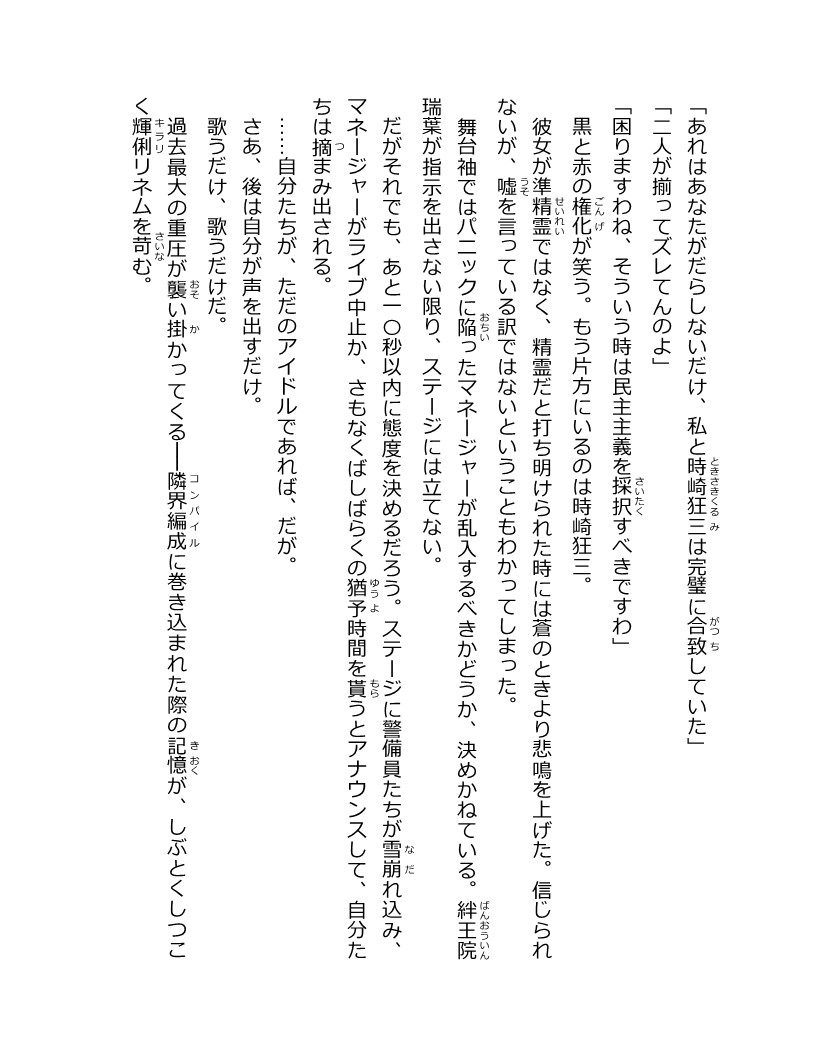 「あれはあなたがだらしないだけ、私と時崎狂三は完璧に合致していた」
「二人が揃ってズレてんのよ」
「困りますわね、そういう時は民主主義を採択すべきですわ」
黒と赤の権化が笑う。もう片方にいるのは時崎狂三。
彼女が準精霊ではなく、精霊だと打ち明けられた時には蒼のときより悲鳴を上げた。信じられ
ないが、嘘を言っている訳ではないということもわかってしまった。
舞台袖ではパニックに陥ったマネージャーが乱入するべきかどうか、決めかねている。絆王院
瑞葉が指示を出さない限り、ステージには立てない。
だがそれでも、あと一〇秒以内に態度を決めるだろう。ステージに警備員たちが雪崩れ込み、
マネージャーがライブ中止か、さもなくばしばらくの猶予時間を貰うとアナウンスして、自分た
ちは摘まみ出される。
……自分たちが、ただのアイドルであれば、だが。
さあ、後は自分が声を出すだけ。
歌うだけ、歌うだけだ。
過去最大の重圧が襲い掛かってくる──隣界編成に巻き込まれた際の記憶が、しぶとくしつこ
く輝俐リネムを苛む。